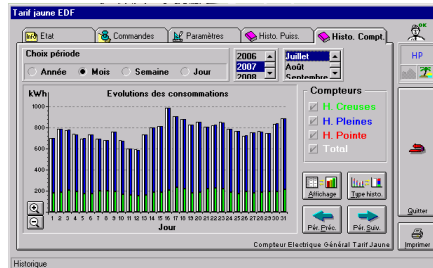 Tarif jaune EDF
Info Etat Commandes Paramètres Histo. Puiss. Histo. Compt.
OK
Choix période
Année Mois Semaine Jour
2006
2007
2008
Juillet
Août
Septembre
HP
kWh Evolutions des consommations
1000
800
600
400
200
1 2 3 4 5 6 7 8 9 10 11 12 13 14 15 16 17 18 19 20 21 22 23 24 25 26 27 28 29 30 31
Jour
Compteurs
H. Creuses
H. Pleines
H. Pointe
Total
Affichage Type histo.
Pér. Préc. Pér. Suiv.
Quitter
Imprimer
Compteur Electrique Général Tarif Jaune
Historique